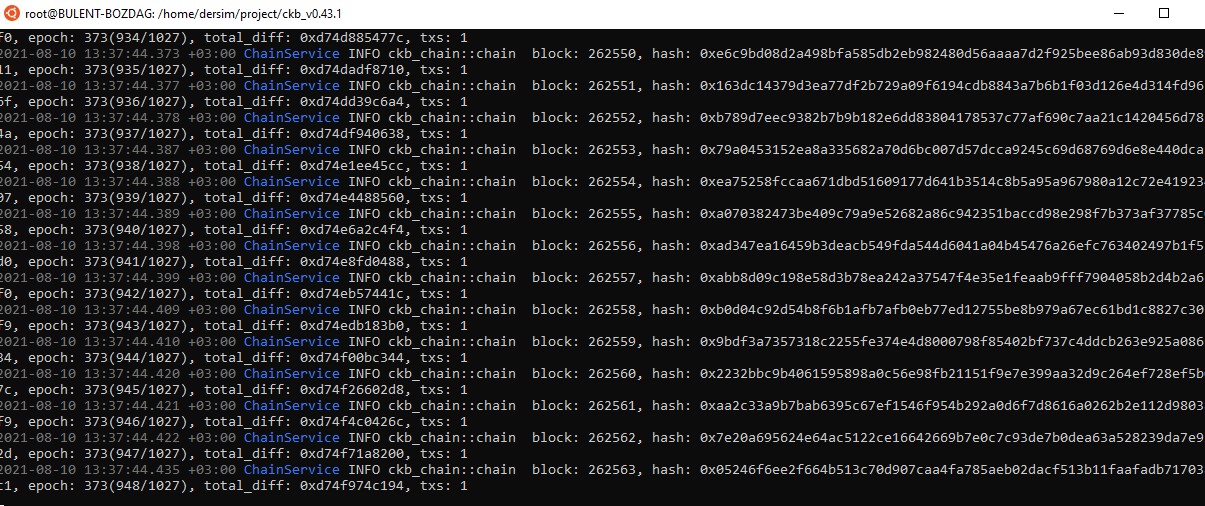 root@BULENT-BOZDAG: /home/dersim/project/ckb_v0.43.1
f0, epoch: 373(934/1027), total_diff: 0xd74d885477c, txs: 1
2021-08-10 13:37:44.373 +03:00 ChainService INFO ckb_chain::chain  block: 262550, hash: 0xe6c9bd08d2a498bfa585db2eb982480d56aaaa7d2f925bee86ab93d830de8
11, epoch: 373(935/1027), total_diff: 0xd74dadf8710, txs: 1
2021-08-10 13:37:44.377 +03:00 ChainService INFO ckb_chain::chain  block: 262551, hash: 0x163dc14379d3ea77df2b729a09f6194cdb8843a7b6b1f03d126e4d314fd96
6f, epoch: 373(936/1027), total_diff: 0xd74dd39c6a4, txs: 1
2021-08-10 13:37:44.378 +03:00 ChainService INFO ckb_chain::chain  block: 262552, hash: 0xb789d7eec9382b7b9b182e6dd83804178537c77af690c7aa21c1420456d78
4a, epoch: 373(937/1027), total_diff: 0xd74df940638, txs: 1
2021-08-10 13:37:44.387 +03:00 ChainService INFO ckb_chain::chain  block: 262553, hash: 0x79a0453152ea8a335682a70d6bc007d57dcca9245c69d68769d6e8e440dca
54, epoch: 373(938/1027), total_diff: 0xd74e1ee45cc, txs: 1
2021-08-10 13:37:44.388 +03:00 ChainService INFO ckb_chain::chain  block: 262554, hash: 0xea75258fccaa671dbd51609177d641b3514c8b5a95a967980a12c72e41923
07, epoch: 373(939/1027), total_diff: 0xd74e4488560, txs: 1
2021-08-10 13:37:44.389 +03:00 ChainService INFO ckb_chain::chain  block: 262555, hash: 0xa070382473be409c79a9e52682a86c942351baccd98e298f7b373af37785c
58, epoch: 373(940/1027), total_diff: 0xd74e6a2c4f4, txs: 1
2021-08-10 13:37:44.398 +03:00 ChainService INFO ckb_chain::chain  block: 262556, hash: 0xad347ea16459b3deacb549fda544d6041a04b45476a26efc763402497b1f5
d0, epoch: 373(941/1027), total_diff: 0xd74e8fd0488, txs: 1
2021-08-10 13:37:44.399 +03:00 ChainService INFO ckb_chain::chain  block: 262557, hash: 0xabb8d09c198e58d3b78ea242a37547f4e35e1feaab9fff7904058b2d4b2a6
f0, epoch: 373(942/1027), total_diff: 0xd74eb57441c, txs: 1
2021-08-10 13:37:44.409 +03:00 ChainService INFO ckb_chain::chain  block: 262558, hash: 0xb0d04c92d54b8f6b1afb7afb0eb77ed12755be8b979a67ec61bd1c8827c30
f9, epoch: 373(943/1027), total_diff: 0xd74edb183b0, txs: 1
2021-08-10 13:37:44.410 +03:00 ChainService INFO ckb_chain::chain  block: 262559, hash: 0x9bdf3a7357318c2255fe374e4d8000798f85402bf737c4ddcb263e925a086
34, epoch: 373(944/1027), total_diff: 0xd74f00bc344, txs: 1
2021-08-10 13:37:44.420 +03:00 ChainService INFO ckb_chain::chain  block: 262560, hash: 0x2232bbc9b4061595898a0c56e98fb21151f9e7e399aa32d9c264ef728ef5b
7c, epoch: 373(945/1027), total_diff: 0xd74f26602d8, txs: 1
2021-08-10 13:37:44.421 +03:00 ChainService INFO ckb_chain::chain  block: 262561, hash: 0xaa2c33a9b7bab6395c67ef1546f954b292a0d6f7d8616a0262b2e112d9803
f9, epoch: 373(946/1027), total_diff: 0xd74f4c0426c, txs: 1
2021-08-10 13:37:44.422 +03:00 ChainService INFO ckb_chain::chain  block: 262562, hash: 0x7e20a695624e64ac5122ce16642669b7e0c7c93de7b0dea63a528239da7e9
2d, epoch: 373(947/1027), total_diff: 0xd74f71a8200, txs: 1
2021-08-10 13:37:44.435 +03:00 ChainService INFO ckb_chain::chain  block: 262563, hash: 0x05246f6ee2f664b513c70d907caa4fa785aeb02dacf513b11faafadb71703
c1, epoch: 373(948/1027), total_diff: 0xd74f974c194, txs: 1